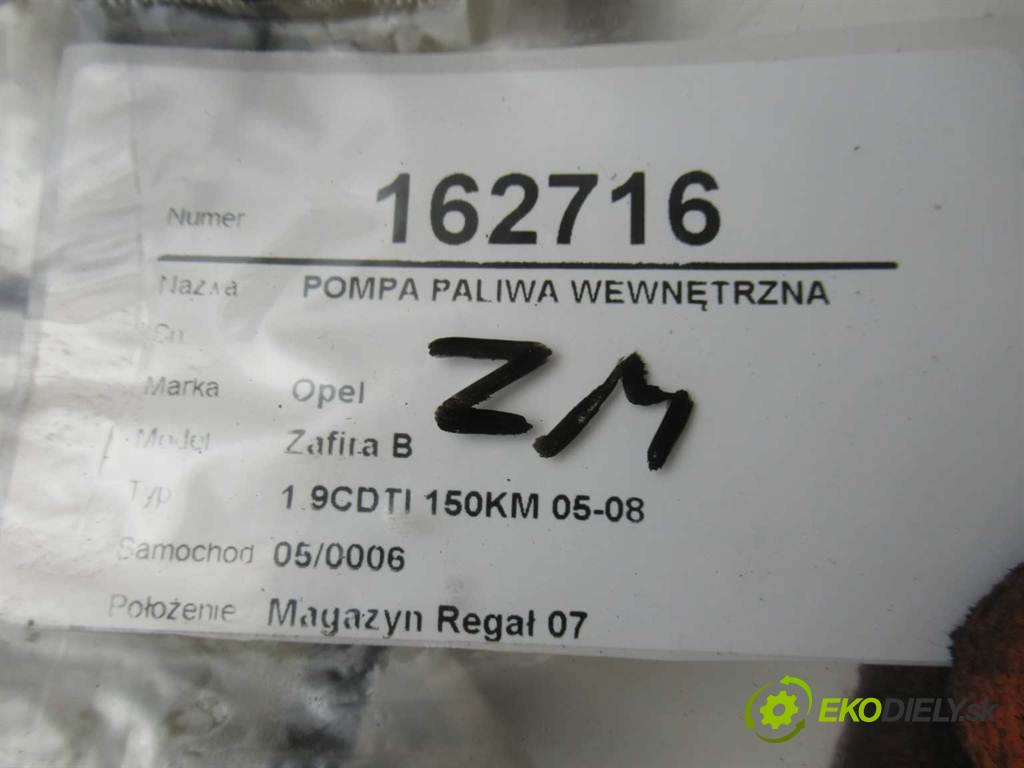 Numer 162716
Nazwa POMPA PALIWA WEWNĘTRZNA
ZM
Marka Opel
Model Zafira B
Typ 1.9CDTI 150KM 05-08
Samochod 05/0006
Położenie Magazyn Regał 07
EKODIELY.sk